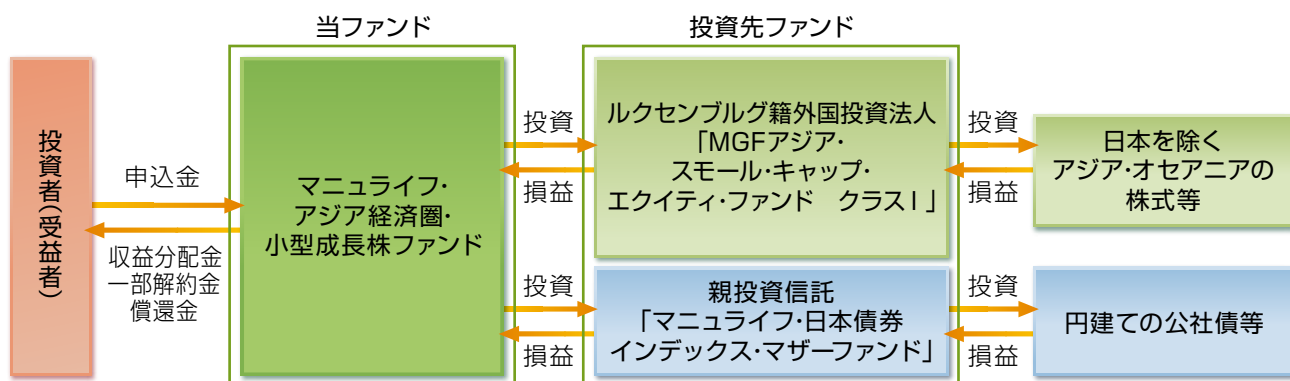 当ファンド
投資先ファンド
投資者(受益者)
申込金
収益分配金
一部解約金
償還金
マニュライフ・
アジア経済圏・
小型成長株ファンド
投資
損益
ルクセンブルグ籍外国投資法人
「MGFアジア・
スモール・キャップ・
エクイティ・ファンド　クラスI」
投資
損益
日本を除く
アジア・オセアニアの
株式等
投資
損益
親投資信託
「マニュライフ・日本債券
インデックス・マザーファンド」
投資
損益
円建ての公社債等